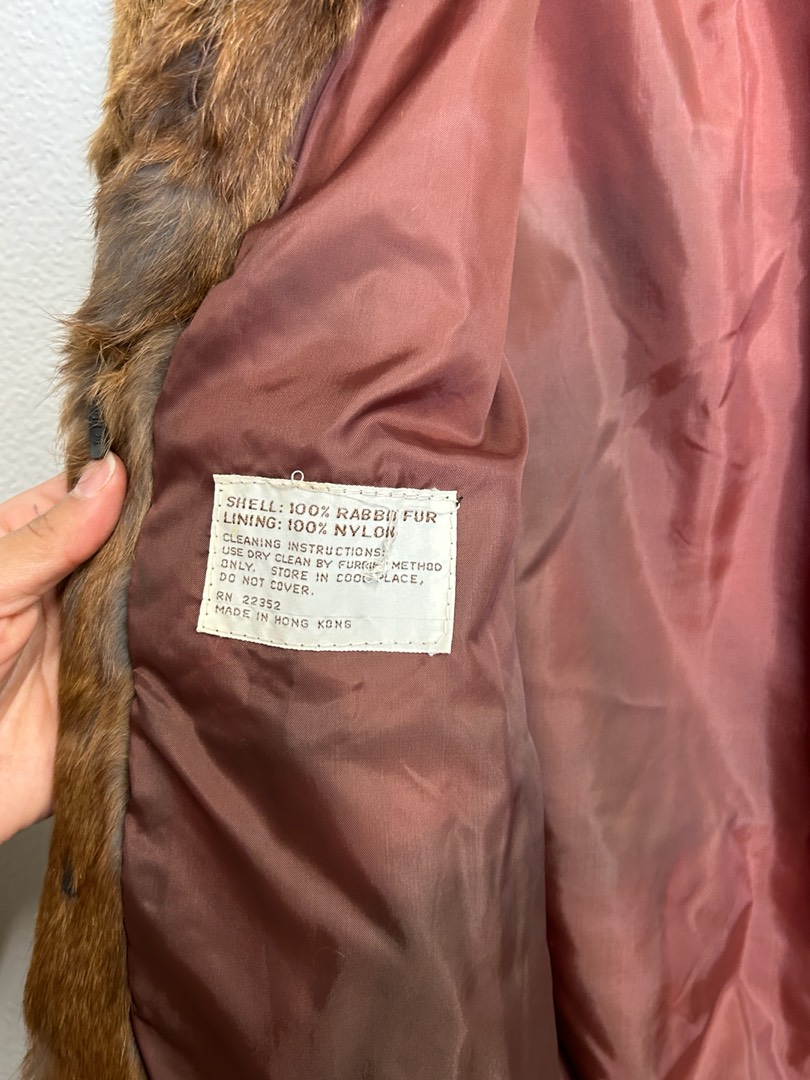 SHELL: 100% RABBIT FUR
LINING: 100% NYLON
CLEANING INSTRUCTIONS:
USE DRY CLEAN BY FURRIER METHOD
ONLY. STORE IN COOL PLACE,
DO NOT COVER.
RN 22352
MADE IN HONG KONG